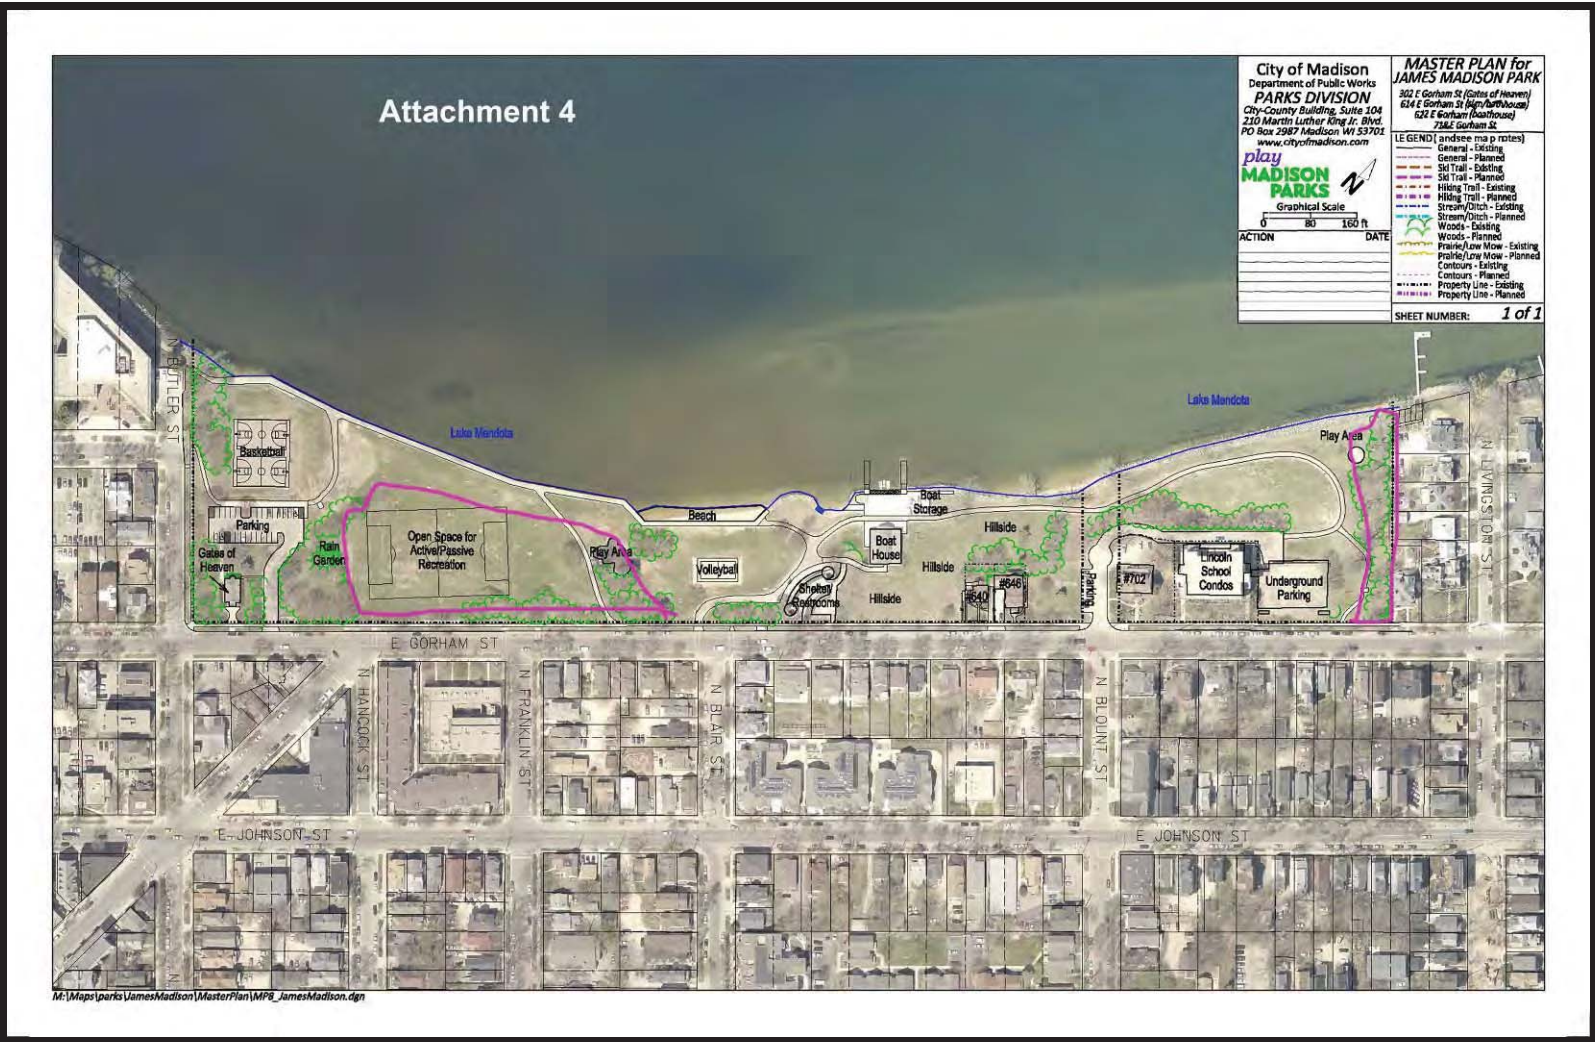 Attachment 4
City of Madison
Department of Public Works
PARKS DIVISION
City-County Building, Suite 104
210 Martin Luther King Jr. Blvd.
PO Box 2987 Madison WI 53701
www.cityofmadison.com
play
MADISON
PARKS
N
Graphical Scale
0 80 160 ft
ACTION DATE
MASTER PLAN for
JAMES MADISON PARK
302 E Gorham St (Gates of Heaven)
614 E Gorham St (sign/bathhouse)
622 E Gorham (boathouse)
E Gorham St
LEGEND( andsee map notes)
General - Existing
General - Planned
Ski Trail - Existing
Ski Trail - Planned
Hiking Trail - Existing
Hiking Trail - Planned
Stream/Ditch - Existing
Stream/Ditch - Planned
Woods - Existing
Woods - Planned
Prairie/Low Mow - Existing
Prairie/Low Mow - Planned
Contours - Existing
Contours - Planned
Property Line - Existing
Property Line - Planned
SHEET NUMBER: 1 of 1
N BUTLER ST
Lake Mendota
Lake Mendota
Basketball
Parking
Gates of
Heaven
Rain
Garden
Open Space for
Active/Passive
Recreation
Play Area
Beach
Volleyball
Shelter
Restrooms
Boat
Storage
Boat
House
Hillside
Hillside
Hillside
#640
#646
Parking
#702
Lincoln
School
Condos
Underground
Parking
Play Area
N LIVINGSTON ST
E GORHAM ST
N HANCOCK ST
N FRANKLIN ST
N BLAIR ST
N BLOUNT ST
E JOHNSON ST
E JOHNSON ST
N
M:\Maps\parks\JamesMadison\MasterPlan\MP8_JamesMadison.dgn